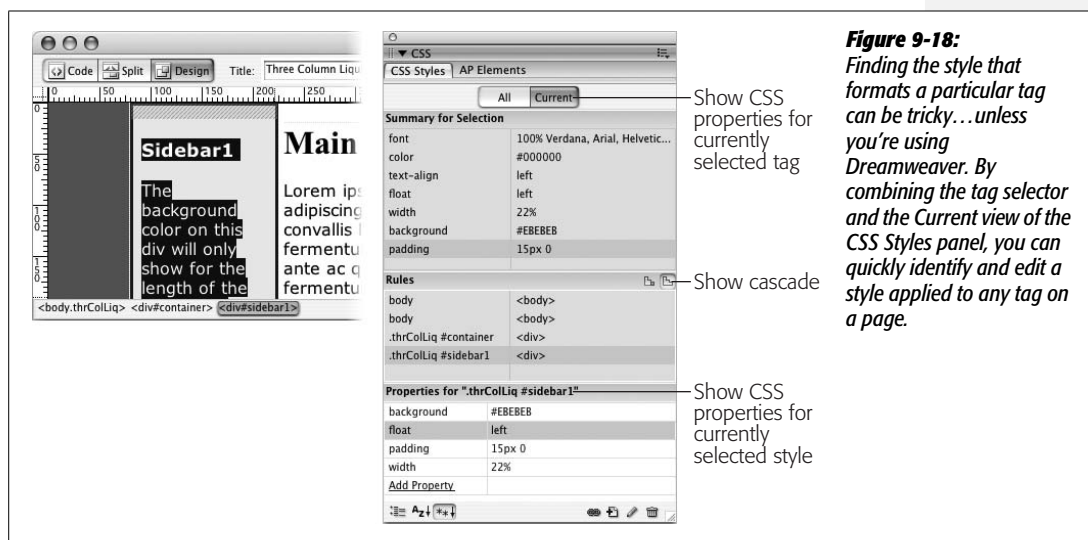 Code Split Design Title: Three Column Liqu
0 50 100 150 200 250
0
50
100
150
Sidebar1
The
background
color on this
div will only
show for the
length of the
Main
Lorem ips
adipiscing
convallis
fermentu
ante ac q
fermentu
<body.thrColLiq> <div#container> <div#sidebar1>
CSS
CSS Styles AP Elements
All Current
Summary for Selection
font 100% Verdana, Arial, Helvetic...
color #000000
text-align left
float left
width 22%
background #EBEBEB
padding 15px 0
Rules
body <body>
body <body>
.thrColLiq #container <div>
.thrColLiq #sidebar1 <div>
Properties for ".thrColLiq #sidebar1"
background #EBEBEB
float left
padding 15px 0
width 22%
Add Property
Show CSS
properties for
currently
selected tag
Show cascade
Show CSS
properties for
currently
selected style
Figure 9-18:
Finding the style that
formats a particular tag
can be tricky…unless
you're using
Dreamweaver. By
combining the tag selector
and the Current view of the
CSS Styles panel, you can
quickly identify and edit a
style applied to any tag on
a page.